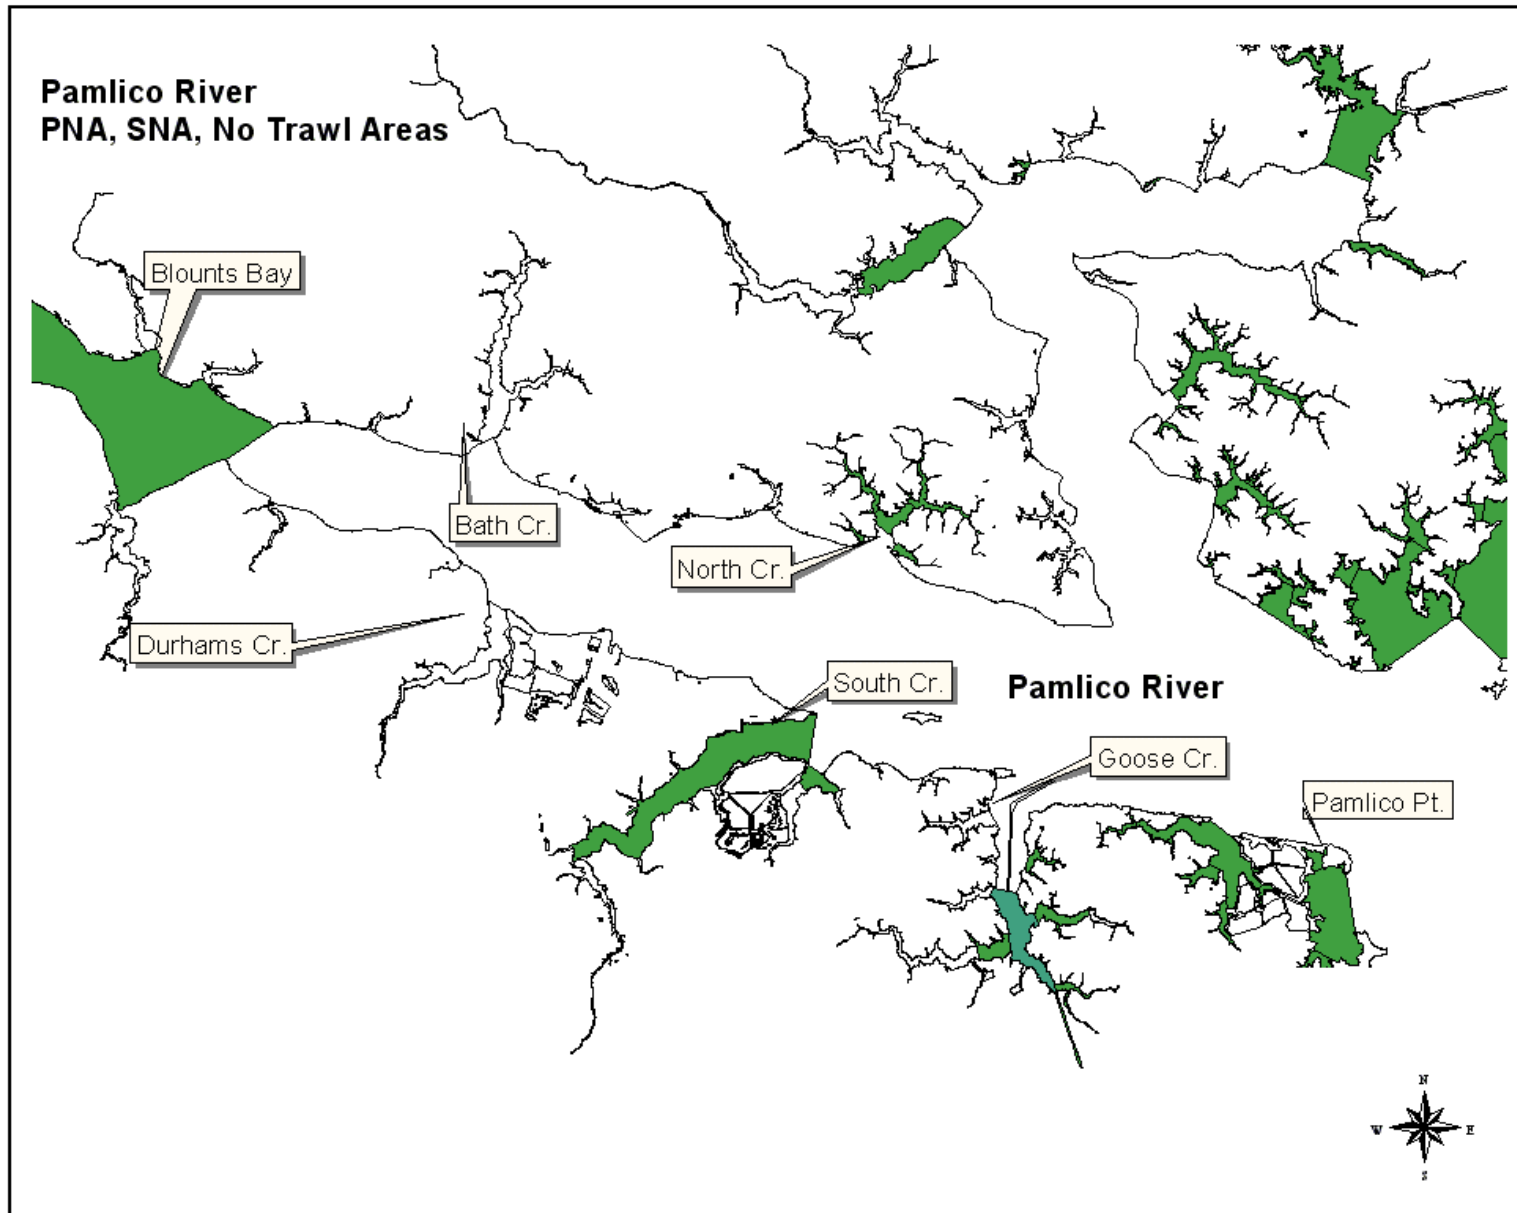 Pamlico River
PNA, SNA, No Trawl Areas
Blounts Bay
Bath Cr.
North Cr.
Durhams Cr.
South Cr.
Pamlico River
Goose Cr.
Pamlico Pt.
N
W E
S